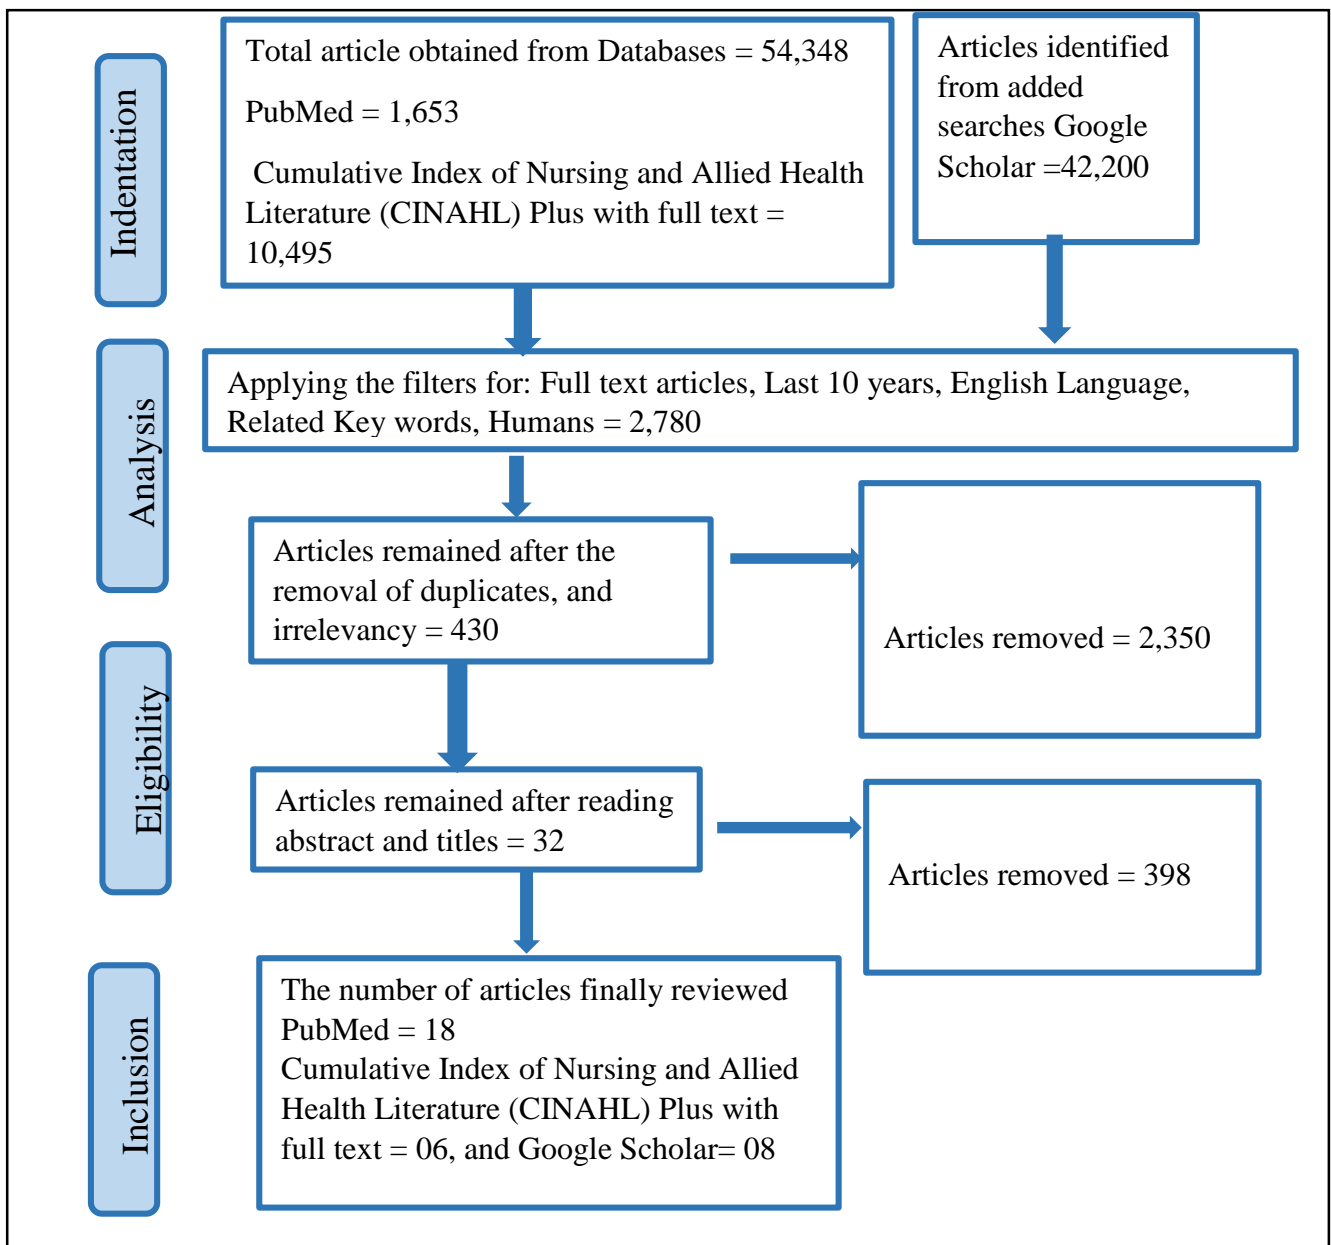 Indentation
Total article obtained from Databases = 54,348
PubMed = 1,653
Cumulative Index of Nursing and Allied Health
Literature (CINAHL) Plus with full text =
10,495
Articles identified
from added
searches Google
Scholar =42,200
Analysis
Applying the filters for: Full text articles, Last 10 years, English Language,
Related Key words, Humans = 2,780
Articles remained after the
removal of duplicates, and
irrelevancy = 430
Articles removed = 2,350
Eligibility
Articles remained after reading
abstract and titles = 32
Articles removed = 398
Inclusion
The number of articles finally reviewed
PubMed = 18
Cumulative Index of Nursing and Allied
Health Literature (CINAHL) Plus with
full text = 06, and Google Scholar= 08